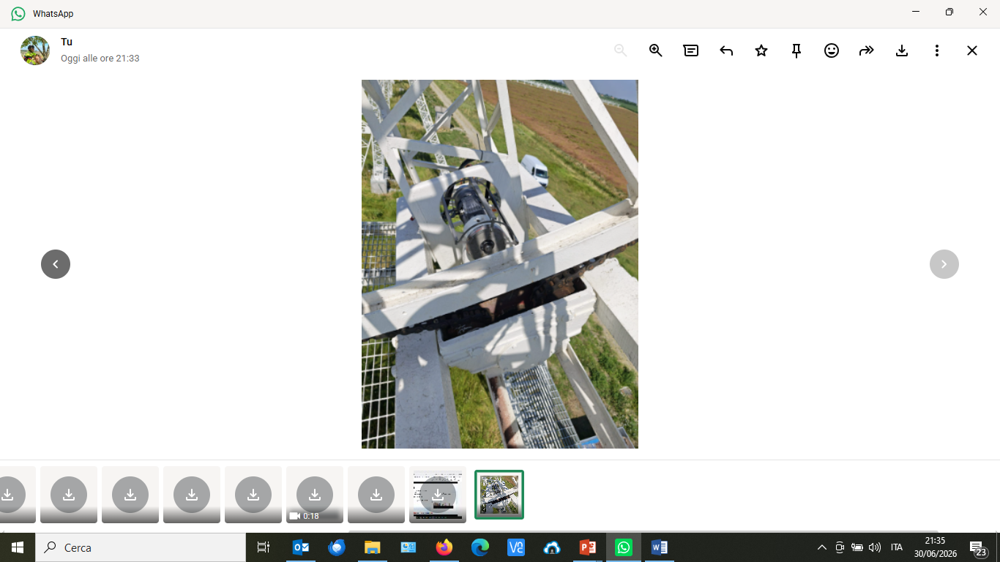 WhatsApp
Tu
Oggi alle ore 21:33
0:18
Cerca
ITA
21:35
30/06/2026
23